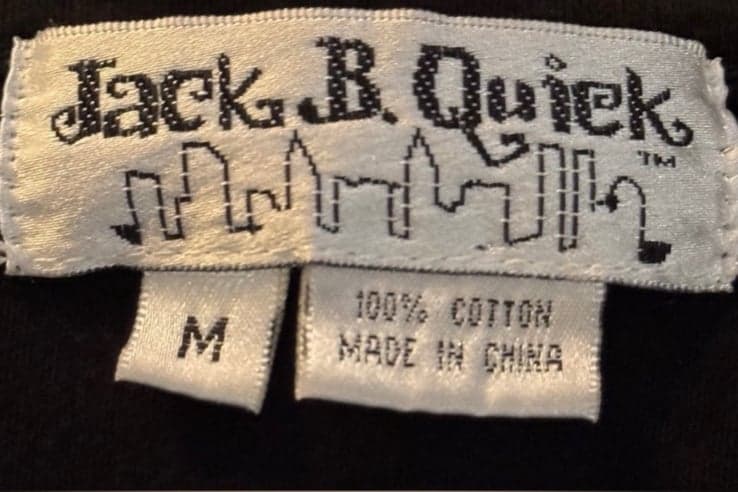 Jack B. Quick
TM
M
100% COTTON
MADE IN CHINA